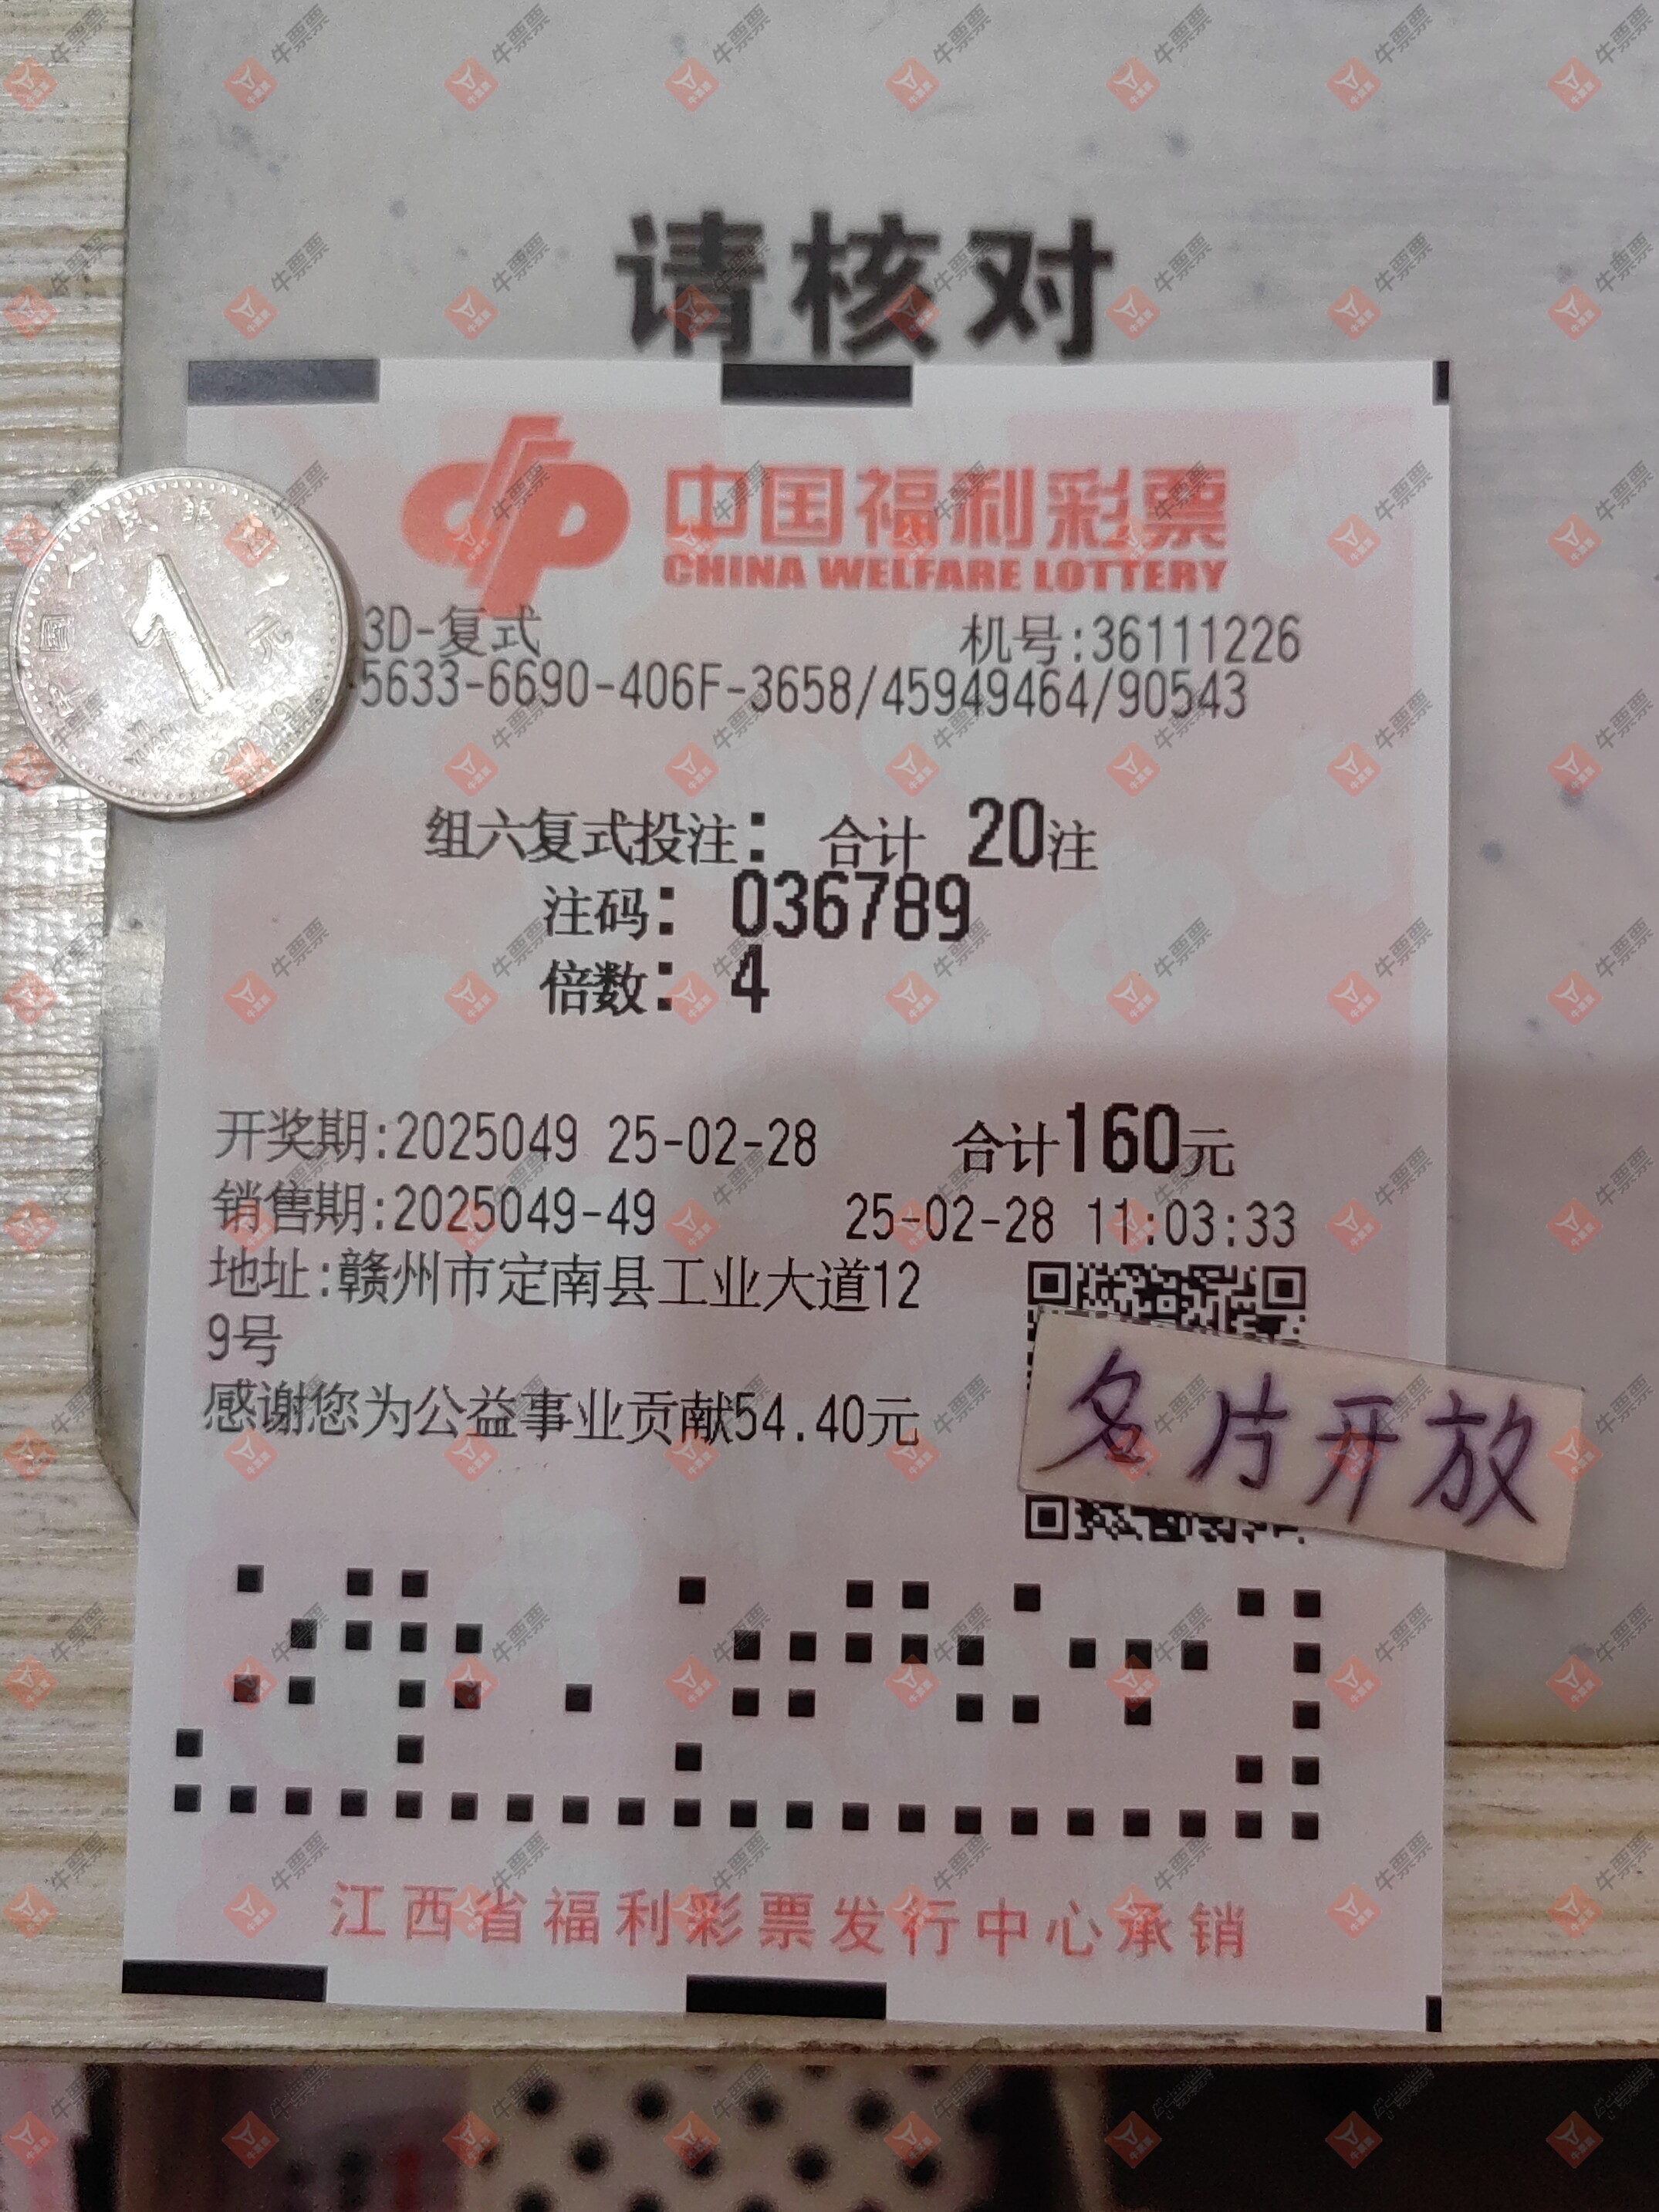 请核对
中国福利彩票
CHINA WELFARE LOTTERY
3D-复式 机号:36111226
5633-6690-406F-3658/45949464/90543
1
组六复式投注: 合计 20注
注码: 036789
倍数: 4
开奖期:2025049 25-02-28 合计160元
销售期:2025049-49 25-02-28 11:03:33
地址:赣州市定南县工业大道12
9号
感谢您为公益事业贡献54.40元
名片开放
江西省福利彩票发行中心承销
牛票票